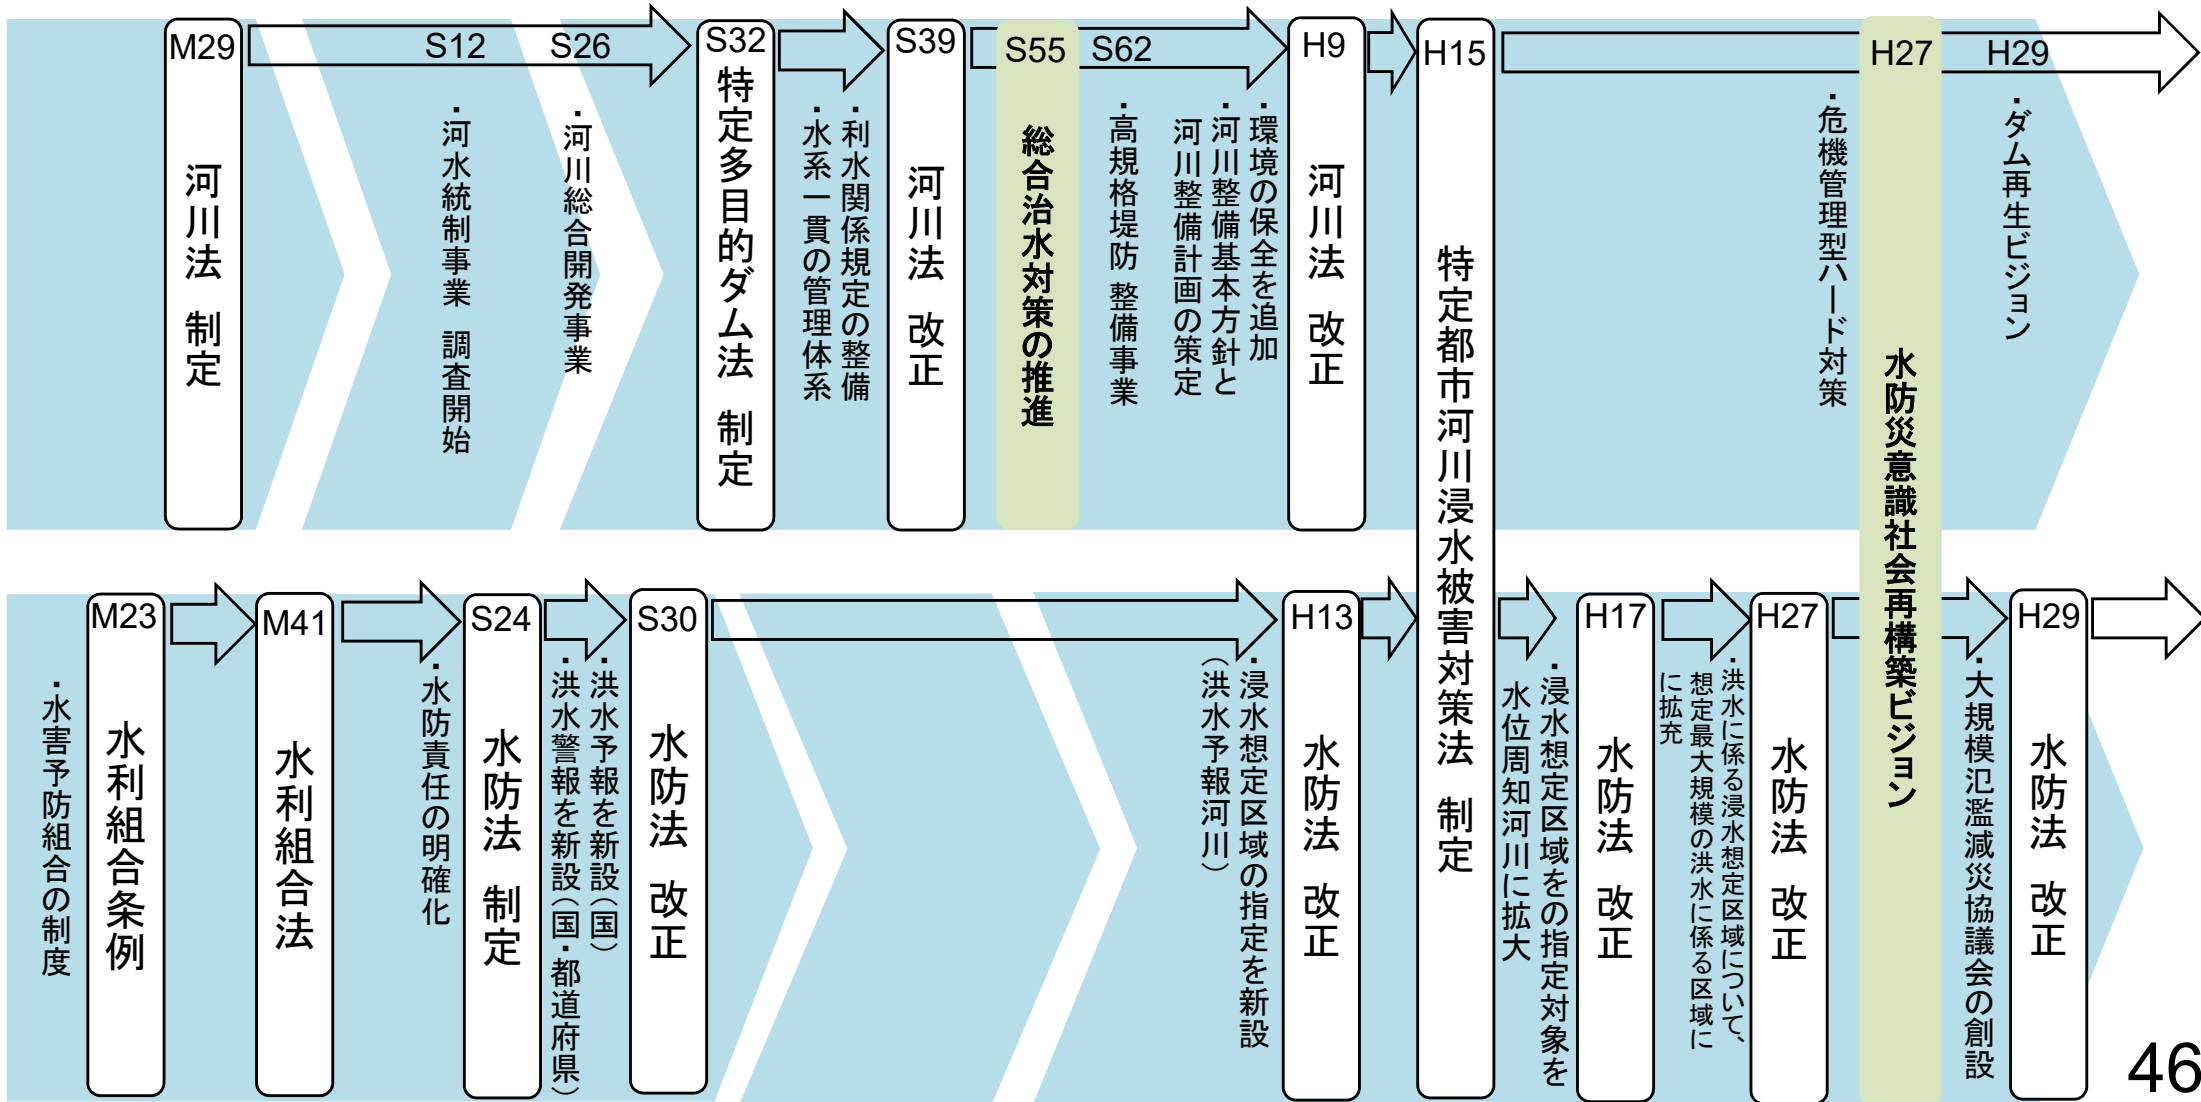 M29
河川法 制定
S12
・河水統制事業 調査開始
S26
・河川総合開発事業
S32
特定多目的ダム法 制定
・利水関係規定の整備
・水系一貫の管理体系
S39
河川法 改正
S55
総合治水対策の推進
S62
・高規格堤防 整備事業
・環境の保全を追加
・河川整備基本方針と
河川整備計画の策定
H9
河川法 改正
H15
特定都市河川浸水被害対策法 制定
・危機管理型ハード対策
H27
水防災意識社会再構築ビジョン
H29
・ダム再生ビジョン
・水害予防組合の制度
M23
水利組合条例
M41
水利組合法
・水防責任の明確化
S24
水防法 制定
・洪水予報を新設（国）
・洪水警報を新設（国・都道府県）
S30
水防法 改正
・浸水想定区域の指定を新設
（洪水予報河川）
H13
水防法 改正
・浸水想定区域をの指定対象を
水位周知河川に拡大
H17
水防法 改正
・洪水に係る浸水想定区域について、
想定最大規模の洪水に係る区域に
に拡充
H27
水防法 改正
・大規模氾濫減災協議会の創設
H29
水防法 改正
46